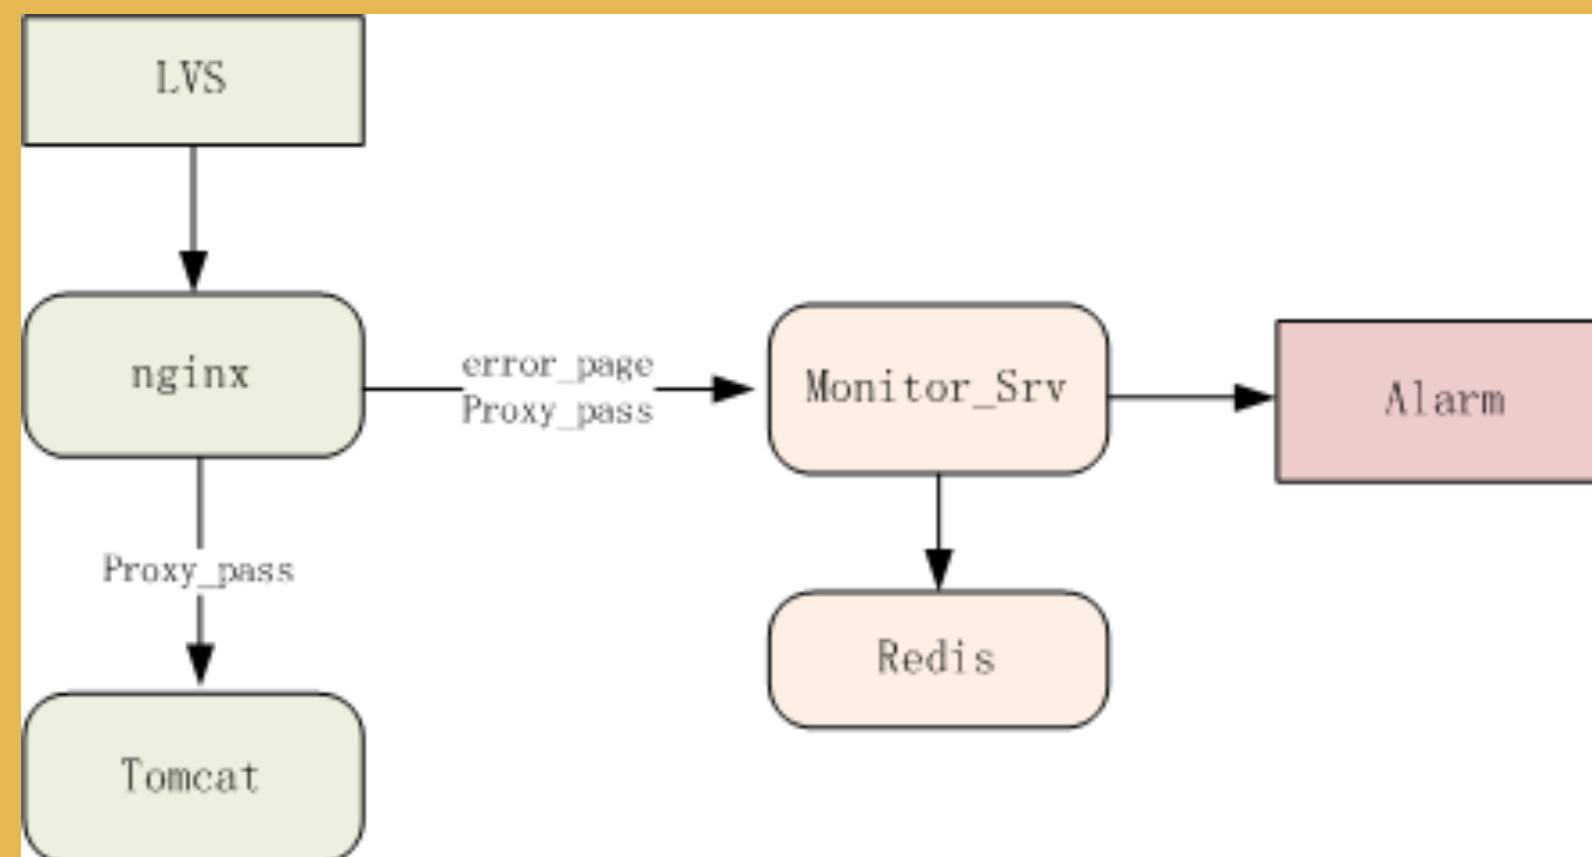 LVS
nginx
error_page
Proxy_pass
Monitor_Srv
Alarm
Proxy_pass
Redis
Tomcat